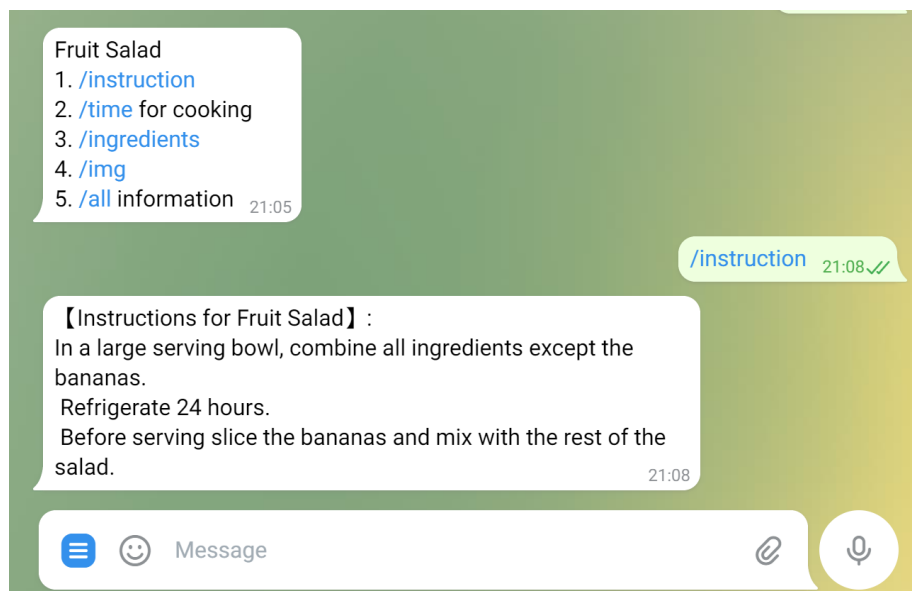 Fruit Salad
1. /instruction
2. /time for cooking
3. /ingredients
4. /img
5. /all information 21:05
/instruction 21:08
【Instructions for Fruit Salad】:
In a large serving bowl, combine all ingredients except the
bananas.
Refrigerate 24 hours.
Before serving slice the bananas and mix with the rest of the
salad.
21:08
Message